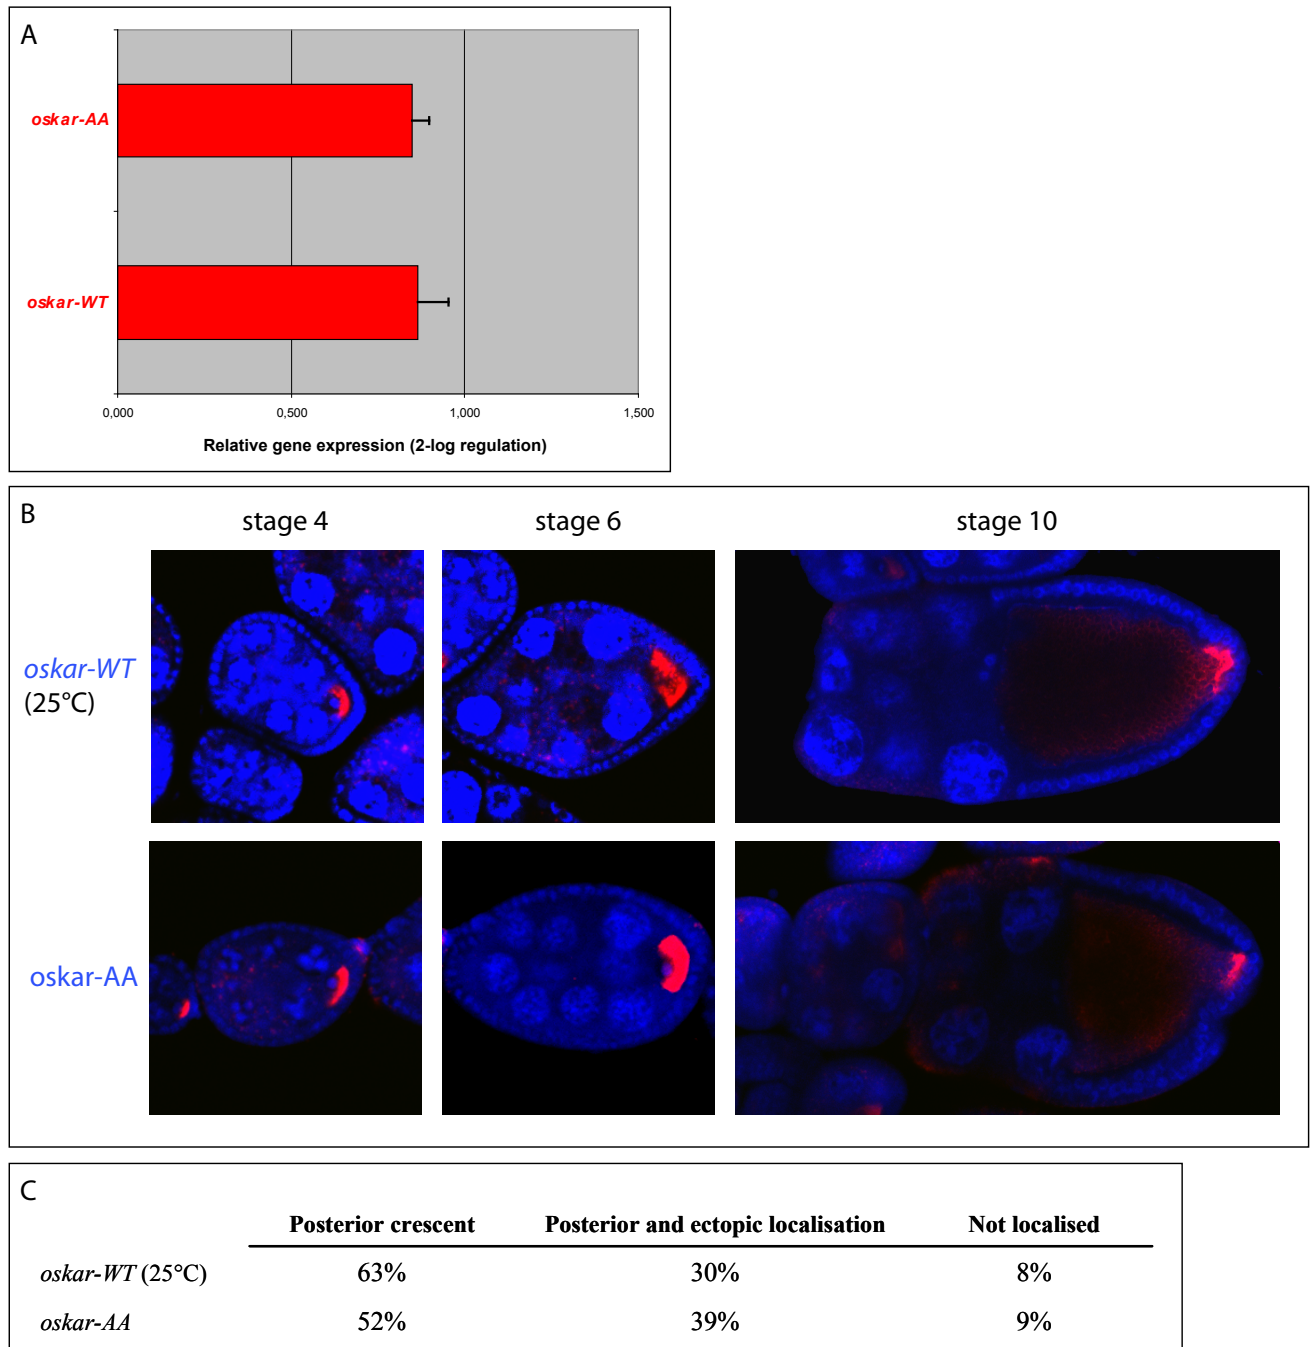 A
oskar-AA
oskar-WT
0,000 0,500 1,000 1,500
Relative gene expression (2-log regulation)
B
stage 4 stage 6 stage 10
oskar-WT
(25°C)
oskar-AA
C
Posterior crescent Posterior and ectopic localisation Not localised
oskar-WT (25°C) 63% 30% 8%
oskar-AA 52% 39% 9%